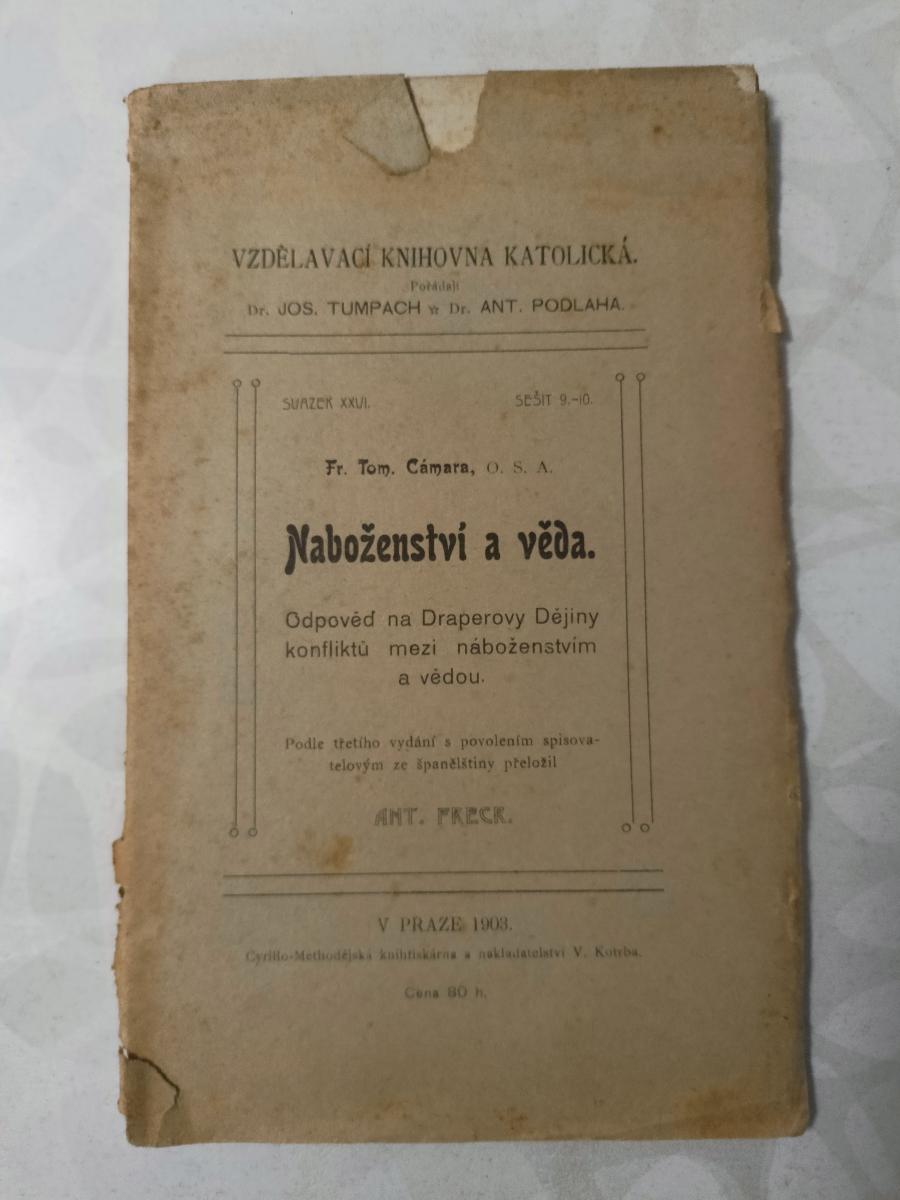 VZDĚLAVACÍ KNIHOVNA KATOLICKÁ.
Pořádali
Dr. JOS. TUMPACH ☆ Dr. ANT. PODLAHA.
SVAZEK XXVI. SEŠIT 9.–10.
Fr. Tom. Cámara, O. S. A.
Naboženství a věda.
Odpověď na Draperovy Dějiny
konfliktů mezi náboženstvím
a vědou.
Podle třetího vydání s povolením spisova-
telovým ze španělštiny přeložil
ANT. FRECK.
V PRAZE 1903.
Cyrillo-Methodějská knihtiskárna a nakladatelství V. Kotrba.
Cena 80 h.